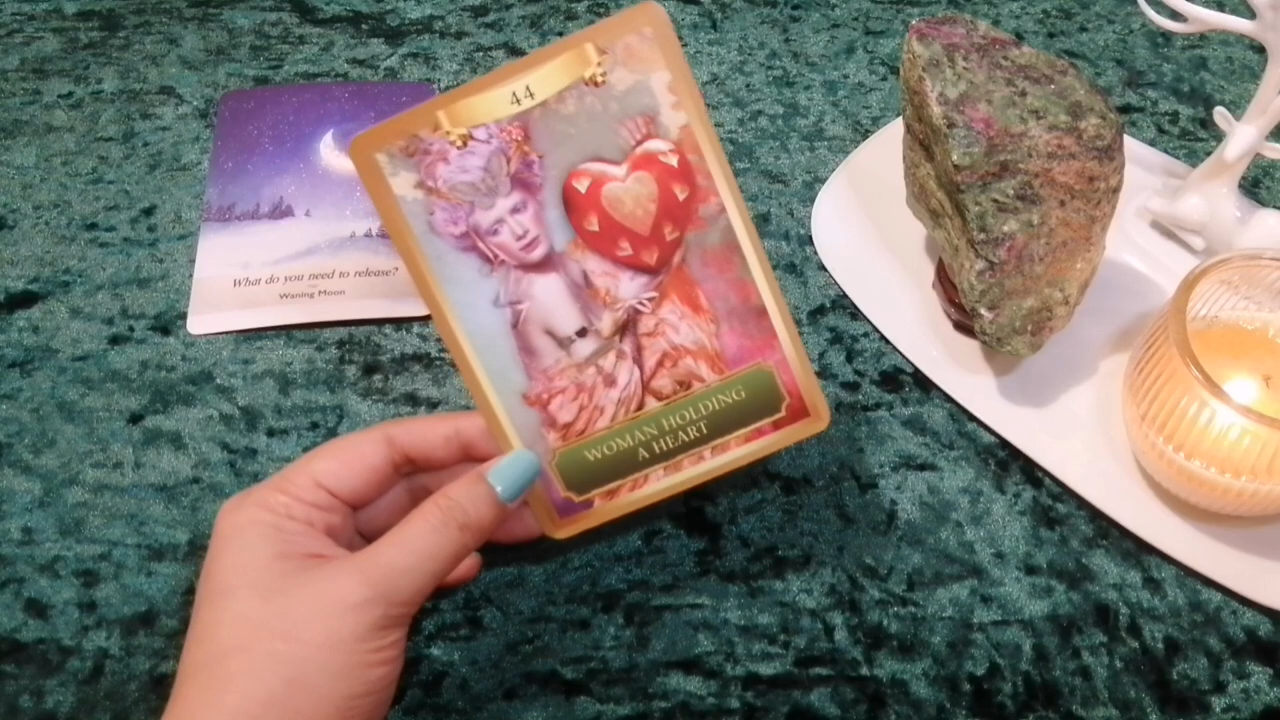 What do you need to release?
Waning Moon
44
WOMAN HOLDING
A HEART